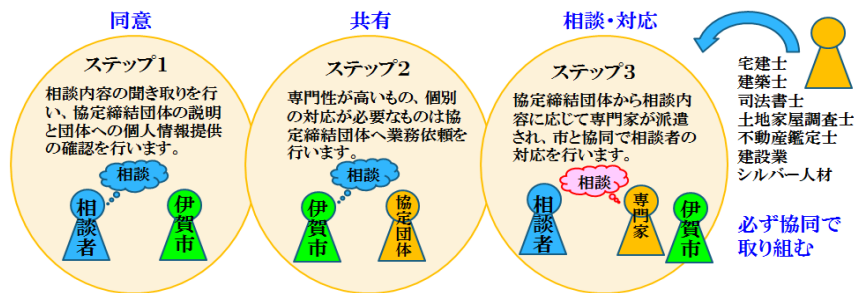 同意
ステップ1
相談内容の聞き取りを行
い、協定締結団体の説明
と団体への個人情報提供
の確認を行います。
相談
相談者
伊賀市
共有
ステップ2
専門性が高いもの、個別
の対応が必要なものは協
定締結団体へ業務依頼を
行います。
相談
伊賀市
協定団体
相談・対応
ステップ3
協定締結団体から相談内
容に応じて専門家が派遣
され、市と協同で相談者の
対応を行います。
相談
相談者
専門家
伊賀市
宅建士
建築士
司法書士
土地家屋調査士
不動産鑑定士
建設業
シルバー人材
必ず協同で
取り組む